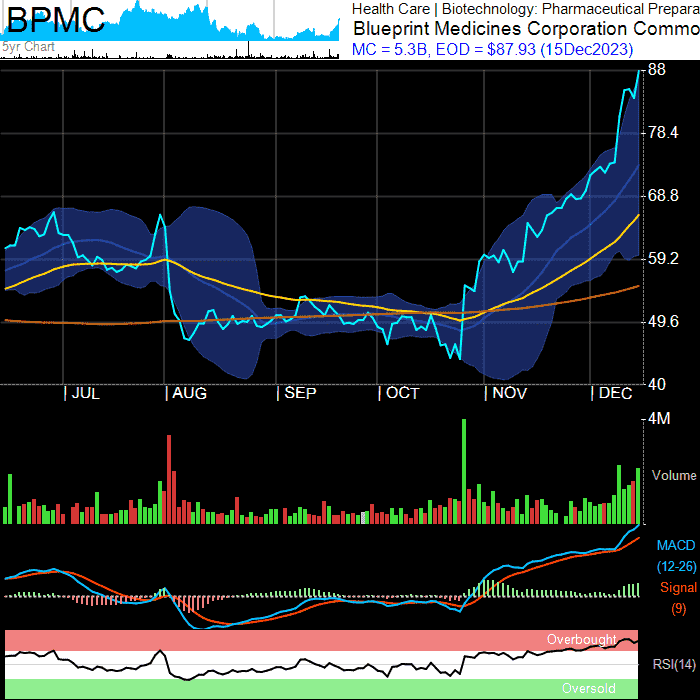 BPMC
5yr Chart
Health Care | Biotechnology: Pharmaceutical Prepara
Blueprint Medicines Corporation Commo
MC = 5.3B, EOD = $87.93 (15Dec2023)
88
78.4
68.8
59.2
49.6
40
| JUL | AUG | SEP | OCT | NOV | DEC
4M
Volume
MACD
(12-26)
Signal
(9)
Overbought
RSI(14)
Oversold